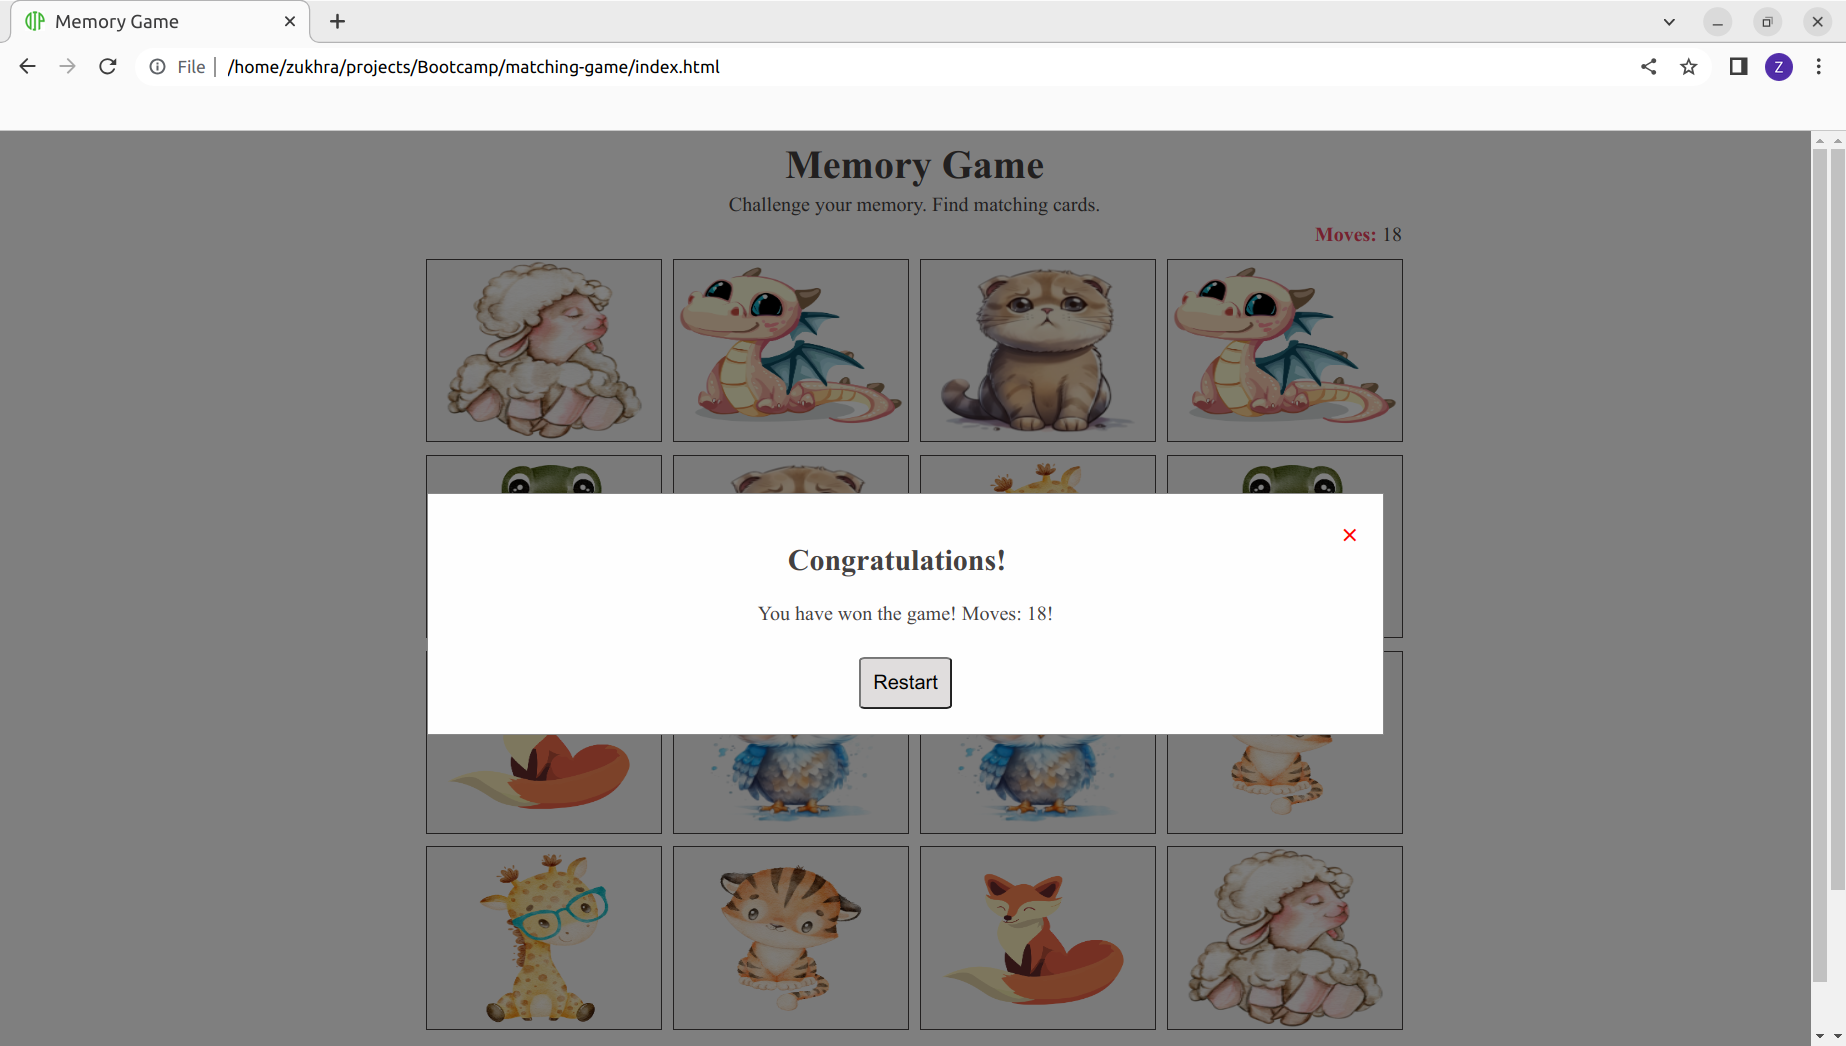 Memory Game
File
/home/zukhra/projects/Bootcamp/matching-game/index.html
Z
Memory Game
Challenge your memory. Find matching cards.
Moves: 18
Congratulations!
You have won the game! Moves: 18!
Restart